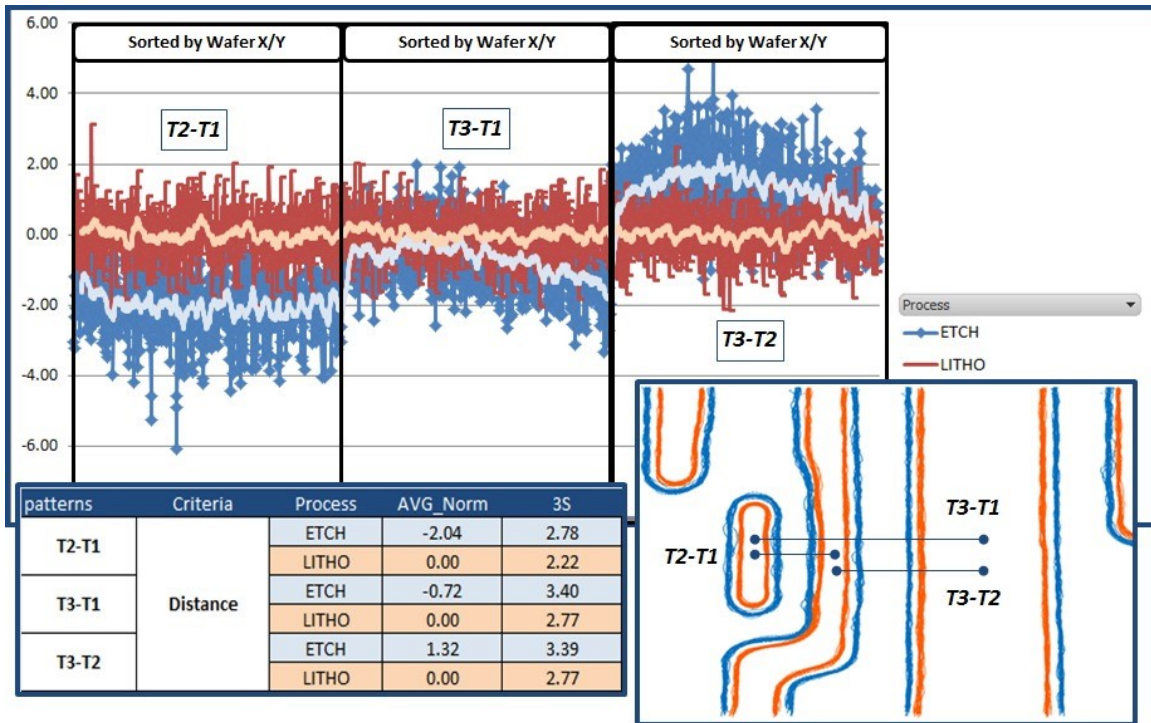 6.00
Sorted by Wafer X/Y
Sorted by Wafer X/Y
Sorted by Wafer X/Y
4.00
T2-T1
T3-T1
2.00
0.00
-2.00
Process
T3-T2
ETCH
LITHO
-4.00
-6.00
patterns Criteria Process AVG_Norm 3S
T2-T1 Distance ETCH -2.04 2.78
LITHO 0.00 2.22
T3-T1 ETCH -0.72 3.40
LITHO 0.00 2.77
T3-T2 ETCH 1.32 3.39
LITHO 0.00 2.77
T3-T1
T2-T1
T3-T2